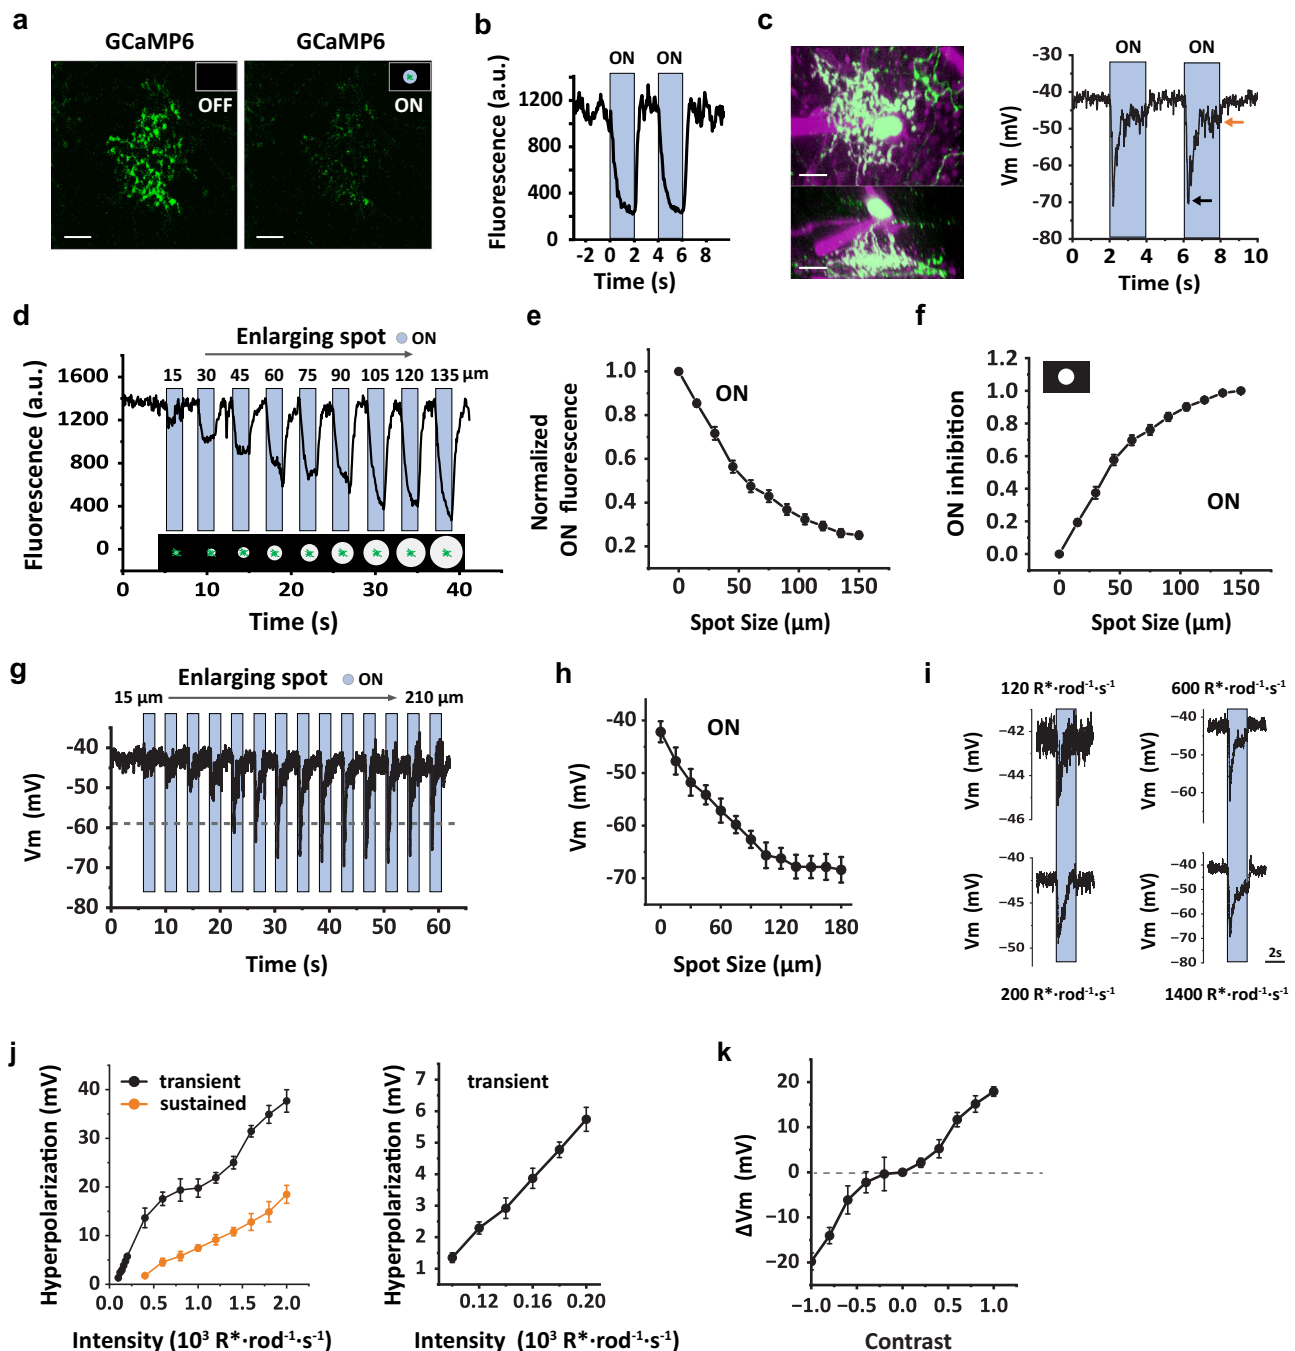 a
GCaMP6
GCaMP6
OFF
ON
b
ON
ON
Fluorescence (a.u.)
1200
800
400
0
-2
0
2
4
6
8
Time (s)
c
ON
ON
Vm (mV)
-30
-40
-50
-60
-70
-80
0
2
4
6
8
10
Time (s)
d
Enlarging spot
ON
15
30
45
60
75
90
105
120
135
μm
Fluorescence (a.u.)
1600
1200
800
400
0
0
10
20
30
40
Time (s)
e
ON
Normalized
ON fluorescence
1.0
0.8
0.6
0.4
0.2
0
50
100
150
Spot Size (μm)
f
ON
ON inhibition
1.2
1.0
0.8
0.6
0.4
0.2
0.0
0
50
100
150
Spot Size (μm)
g
Enlarging spot
ON
15 μm
210 μm
Vm (mV)
-40
-50
-60
-70
-80
0
10
20
30
40
50
60
Time (s)
h
ON
Vm (mV)
-40
-50
-60
-70
0
60
120
180
Spot Size (μm)
i
120 R*·rod⁻¹·s⁻¹
Vm (mV)
−42
−44
−46
600 R*·rod⁻¹·s⁻¹
Vm (mV)
−40
−50
−60
Vm (mV)
−40
−50
200 R*·rod⁻¹·s⁻¹
Vm (mV)
−40
−50
−60
−70
−80
2s
1400 R*·rod⁻¹·s⁻¹
j
transient
sustained
Hyperpolarization (mV)
40
30
20
10
0
0.0
0.5
1.0
1.5
2.0
Intensity (10³ R*·rod⁻¹·s⁻¹)
transient
Hyperpolarization (mV)
7
6
5
4
3
2
1
0.12
0.16
0.20
Intensity (10³ R*·rod⁻¹·s⁻¹)
k
ΔVm (mV)
20
10
0
−10
−20
−1.0
−0.5
0.0
0.5
1.0
Contrast